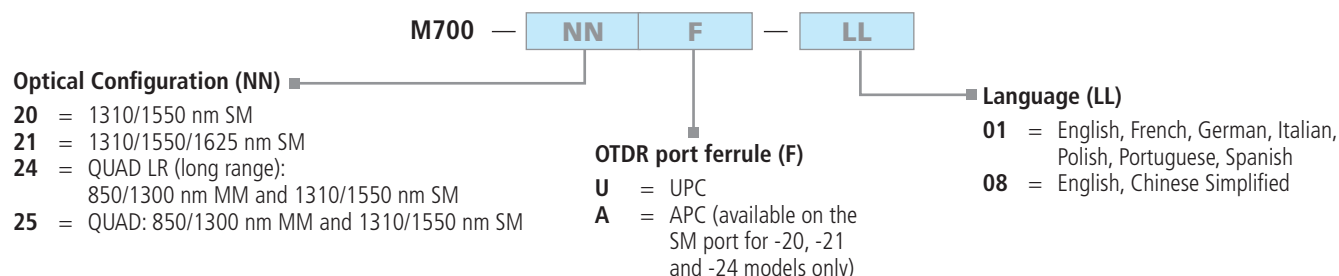 M700 — NN F — LL
Optical Configuration (NN)
20 = 1310/1550 nm SM
21 = 1310/1550/1625 nm SM
24 = QUAD LR (long range):
850/1300 nm MM and 1310/1550 nm SM
25 = QUAD: 850/1300 nm MM and 1310/1550 nm SM
OTDR port ferrule (F)
U = UPC
A = APC (available on the
SM port for -20, -21
and -24 models only)
Language (LL)
01 = English, French, German, Italian,
Polish, Portuguese, Spanish
08 = English, Chinese Simplified